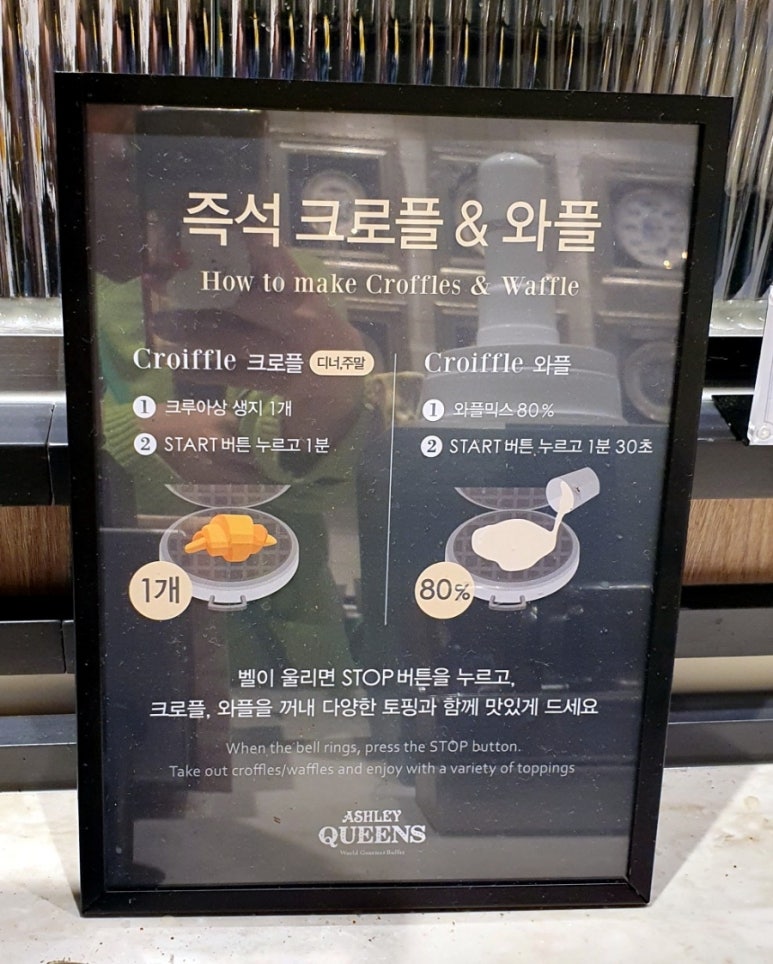 즉석 크로플 & 와플
How to make Croffles & Waffle
Croiffle 크로플 디너,주말
1 크루아상 생지 1개
2 START 버튼 누르고 1분
1개
Croiffle 와플
1 와플믹스 80%
2 START 버튼 누르고 1분 30초
80%
벨이 울리면 STOP 버튼을 누르고,
크로플, 와플을 꺼내 다양한 토핑과 함께 맛있게 드세요
When the bell rings, press the STOP button.
Take out croffles/waffles and enjoy with a variety of toppings
ASHLEY
QUEENS
World Gourmet Buffet